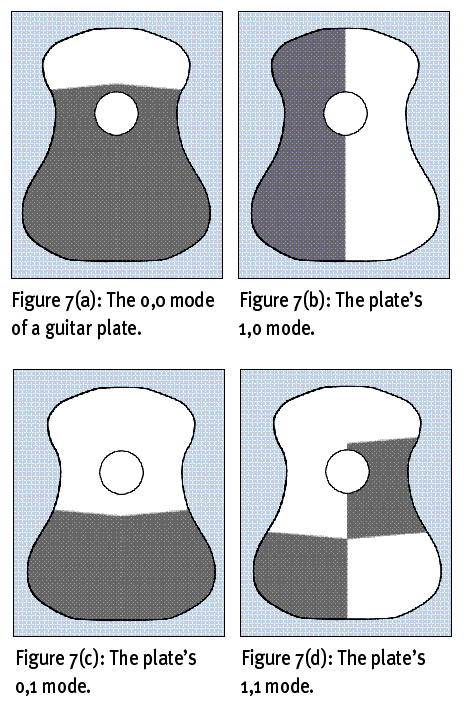 Figure 7(a): The 0,0 mode
of a guitar plate.
Figure 7(b): The plate's
1,0 mode.
Figure 7(c): The plate's
0,1 mode.
Figure 7(d): The plate's
1,1 mode.